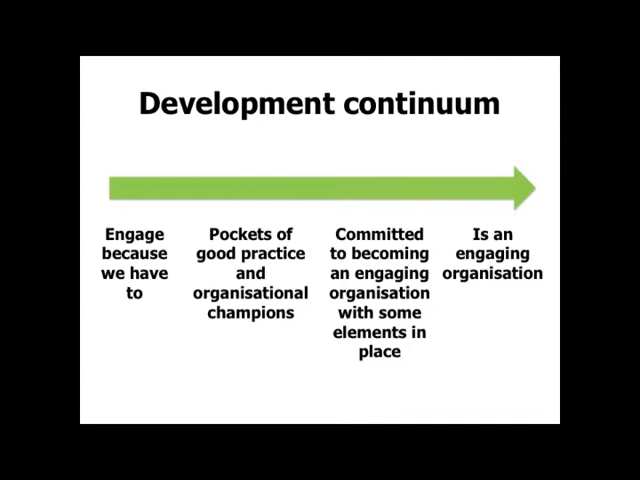 Development continuum
Engage
because
we have
to
Pockets of
good practice
and
organisational
champions
Committed
to becoming
an engaging
organisation
with some
elements in
place
Is an
engaging
organisation